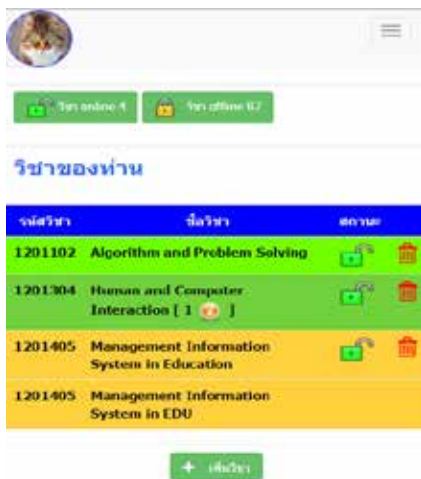 วิชา online 4 วิชา offline 67
วิชาของท่าน
รหัสวิชา ชื่อวิชา สถานะ
1201102 Algorithm and Problem Solving
1201304 Human and Computer
Interaction [ 1 ]
1201405 Management Information
System in Education
1201405 Management Information
System in EDU
+ เพิ่มวิชา